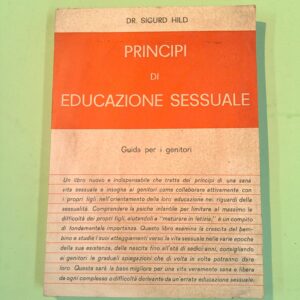 DR. SIGURD HILD
PRINCIPI
DI
EDUCAZIONE SESSUALE
Guida per i genitori
Un libro nuovo e indispensabile che tratta dei principi di una sana
vita sessuale e insegna ai genitori come collaborare attivamente con
i propri figli nell'orientamento della loro educazione nei riguardi della
sessualità. Comprendere la psiche infantile per limitare al massimo le
difficoltà dei propri figli, aiutandoli a "maturare in letizia," è un compito
di fondamentale importanza. Questo libro esamina la crescita del bam-
bino e studia i suoi atteggiamenti verso la vita sessuale nelle varie epoche
della sua esistenza, dalla nascita fino all'età di sedici anni, consigliando
ai genitori le graduali spiegazioni che di volta in volta potranno dare
loro. Questa sarà la base migliore per una vita veramente sana e libera
da ogni complesso o difficoltà derivante da un errata educazione sessuale.